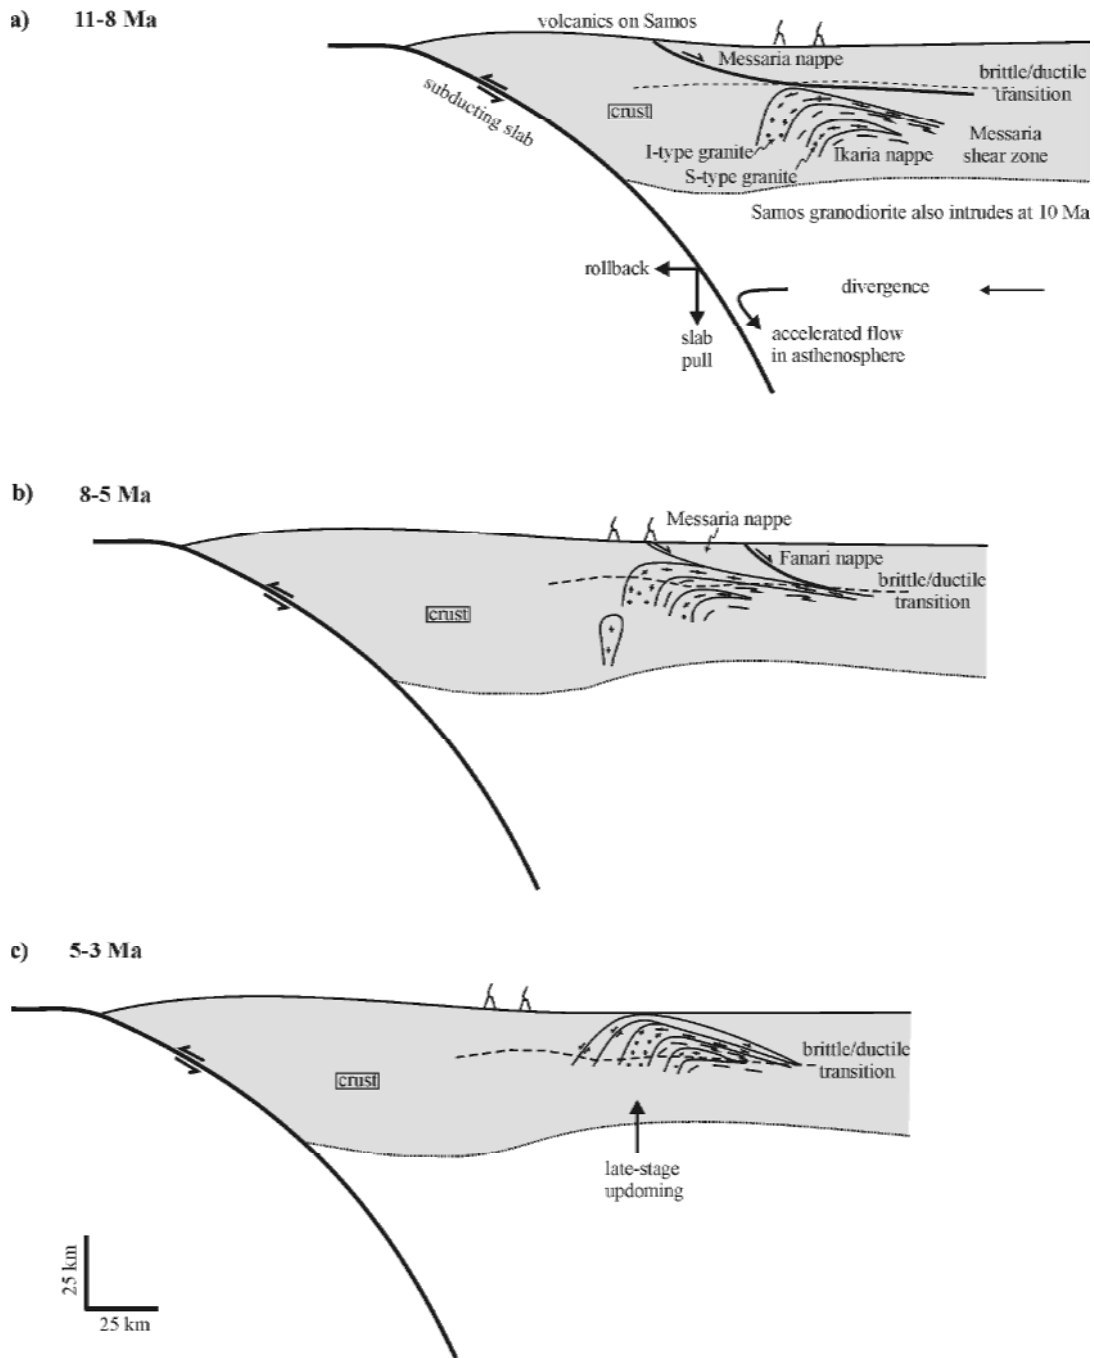 a) 11-8 Ma
volcanics on Samos
Messaria nappe
brittle/ductile
transition
subducting slab
crust
I-type granite
Ikaria nappe
Messaria
shear zone
S-type granite
Samos granodiorite also intrudes at 10 Ma
rollback
divergence
slab
pull
accelerated flow
in asthenosphere
b) 8-5 Ma
Messaria nappe
Fanari nappe
brittle/ductile
transition
crust
c) 5-3 Ma
brittle/ductile
transition
crust
late-stage
updoming
25 km
25 km